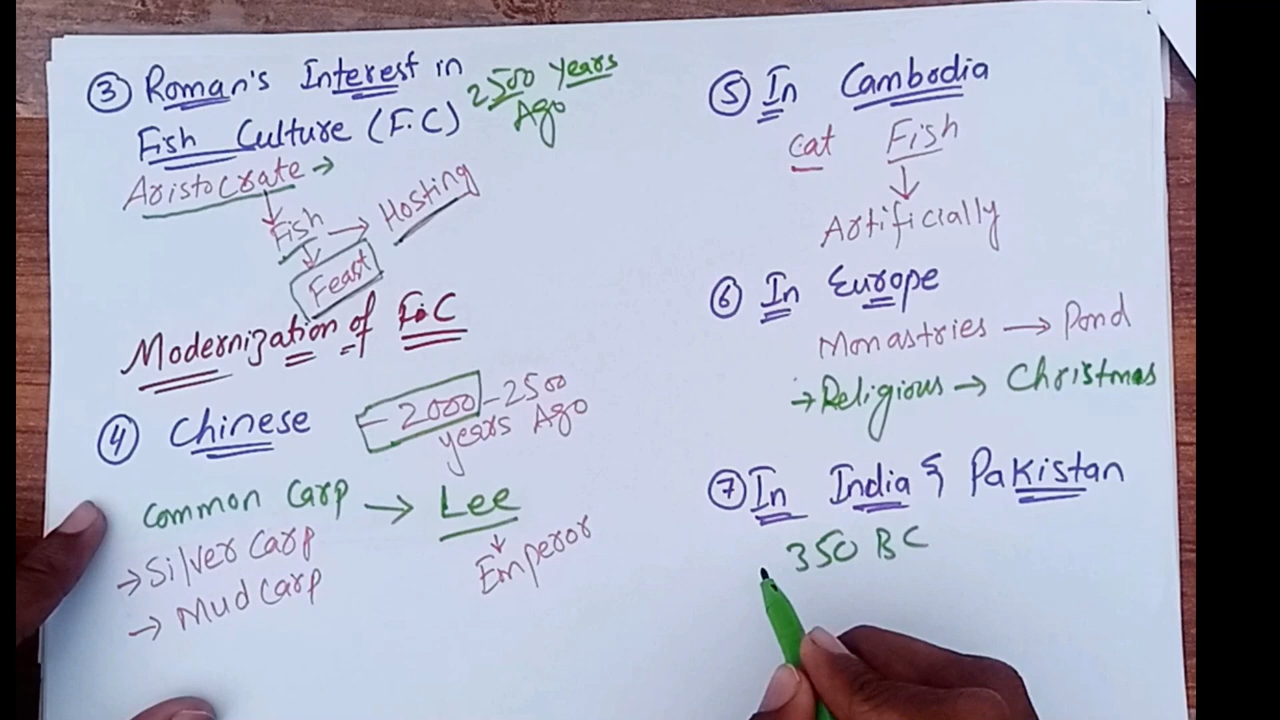 ③ Roman's Interest in
Fish Culture (F.C)
2500 years
Ago
Aristocrate →
Fish → Hosting
Feast
Modernization of F.C
④ Chinese
- 2000 - 2500
years Ago
Common Carp → Lee
→ Silver Carp
→ Mud Carp
Emperor
⑤ In Cambodia
Cat Fish
Artificially
⑥ In Europe
Monastries → Pond
→ Religious → Christmas
⑦ In India & Pakistan
350 BC